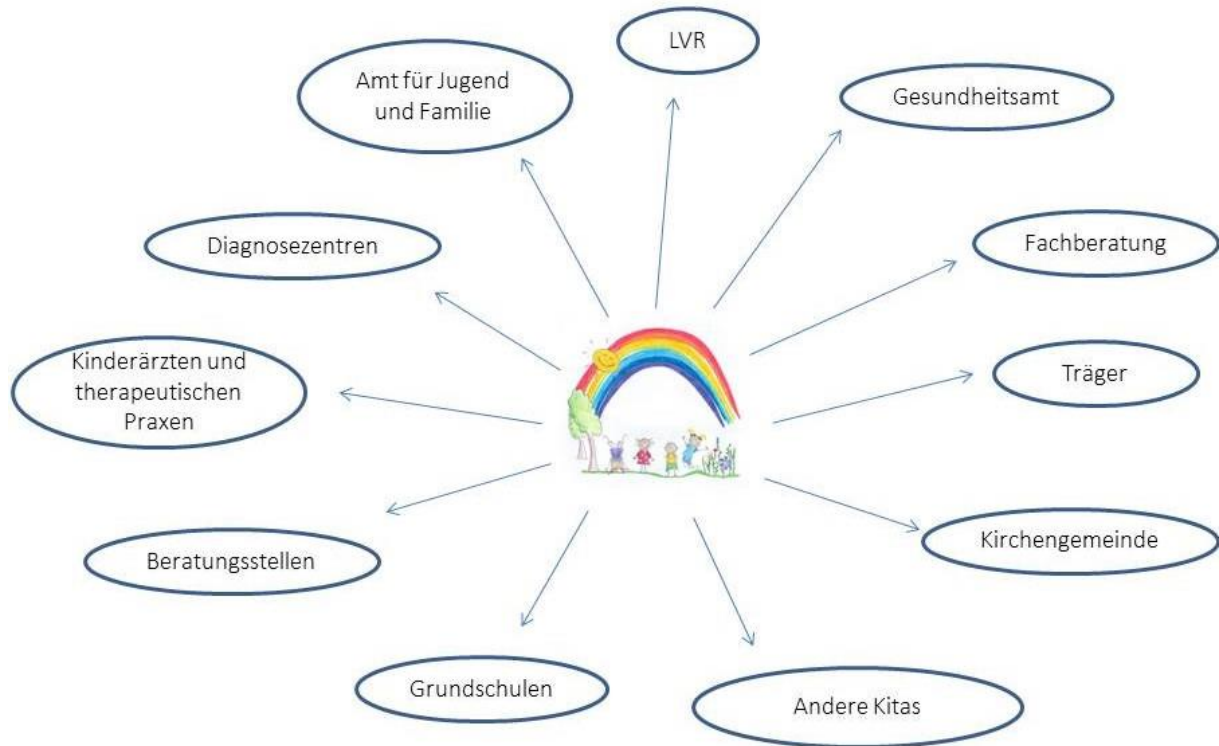 LVR
Amt für Jugend
und Familie
Gesundheitsamt
Diagnosezentren
Fachberatung
Kinderärzten und
therapeutischen
Praxen
Träger
Beratungsstellen
Kirchengemeinde
Grundschulen
Andere Kitas